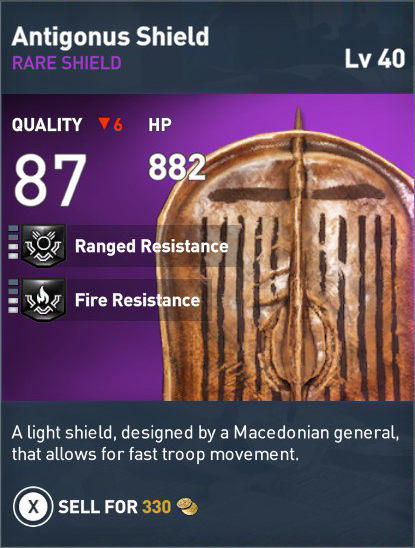 Antigonus Shield
RARE SHIELD
Lv 40
QUALITY ▼6 HP
87 882
Ranged Resistance
Fire Resistance
A light shield, designed by a Macedonian general,
that allows for fast troop movement.
X SELL FOR 330